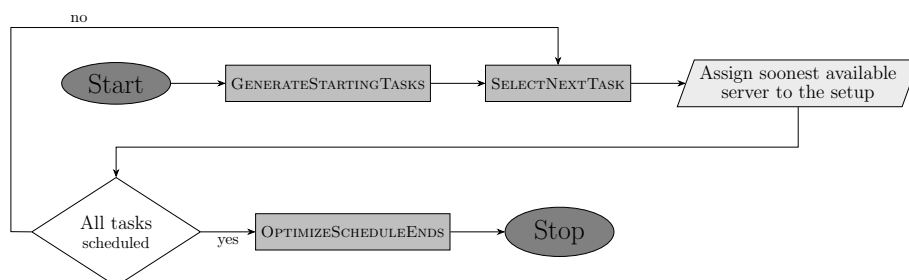 no
Start
GENERATESTARTINGTASKS
SELECTNEXTTASK
Assign soonest available
server to the setup
All tasks
scheduled
yes
OPTIMIZESCHEDULEENDS
Stop